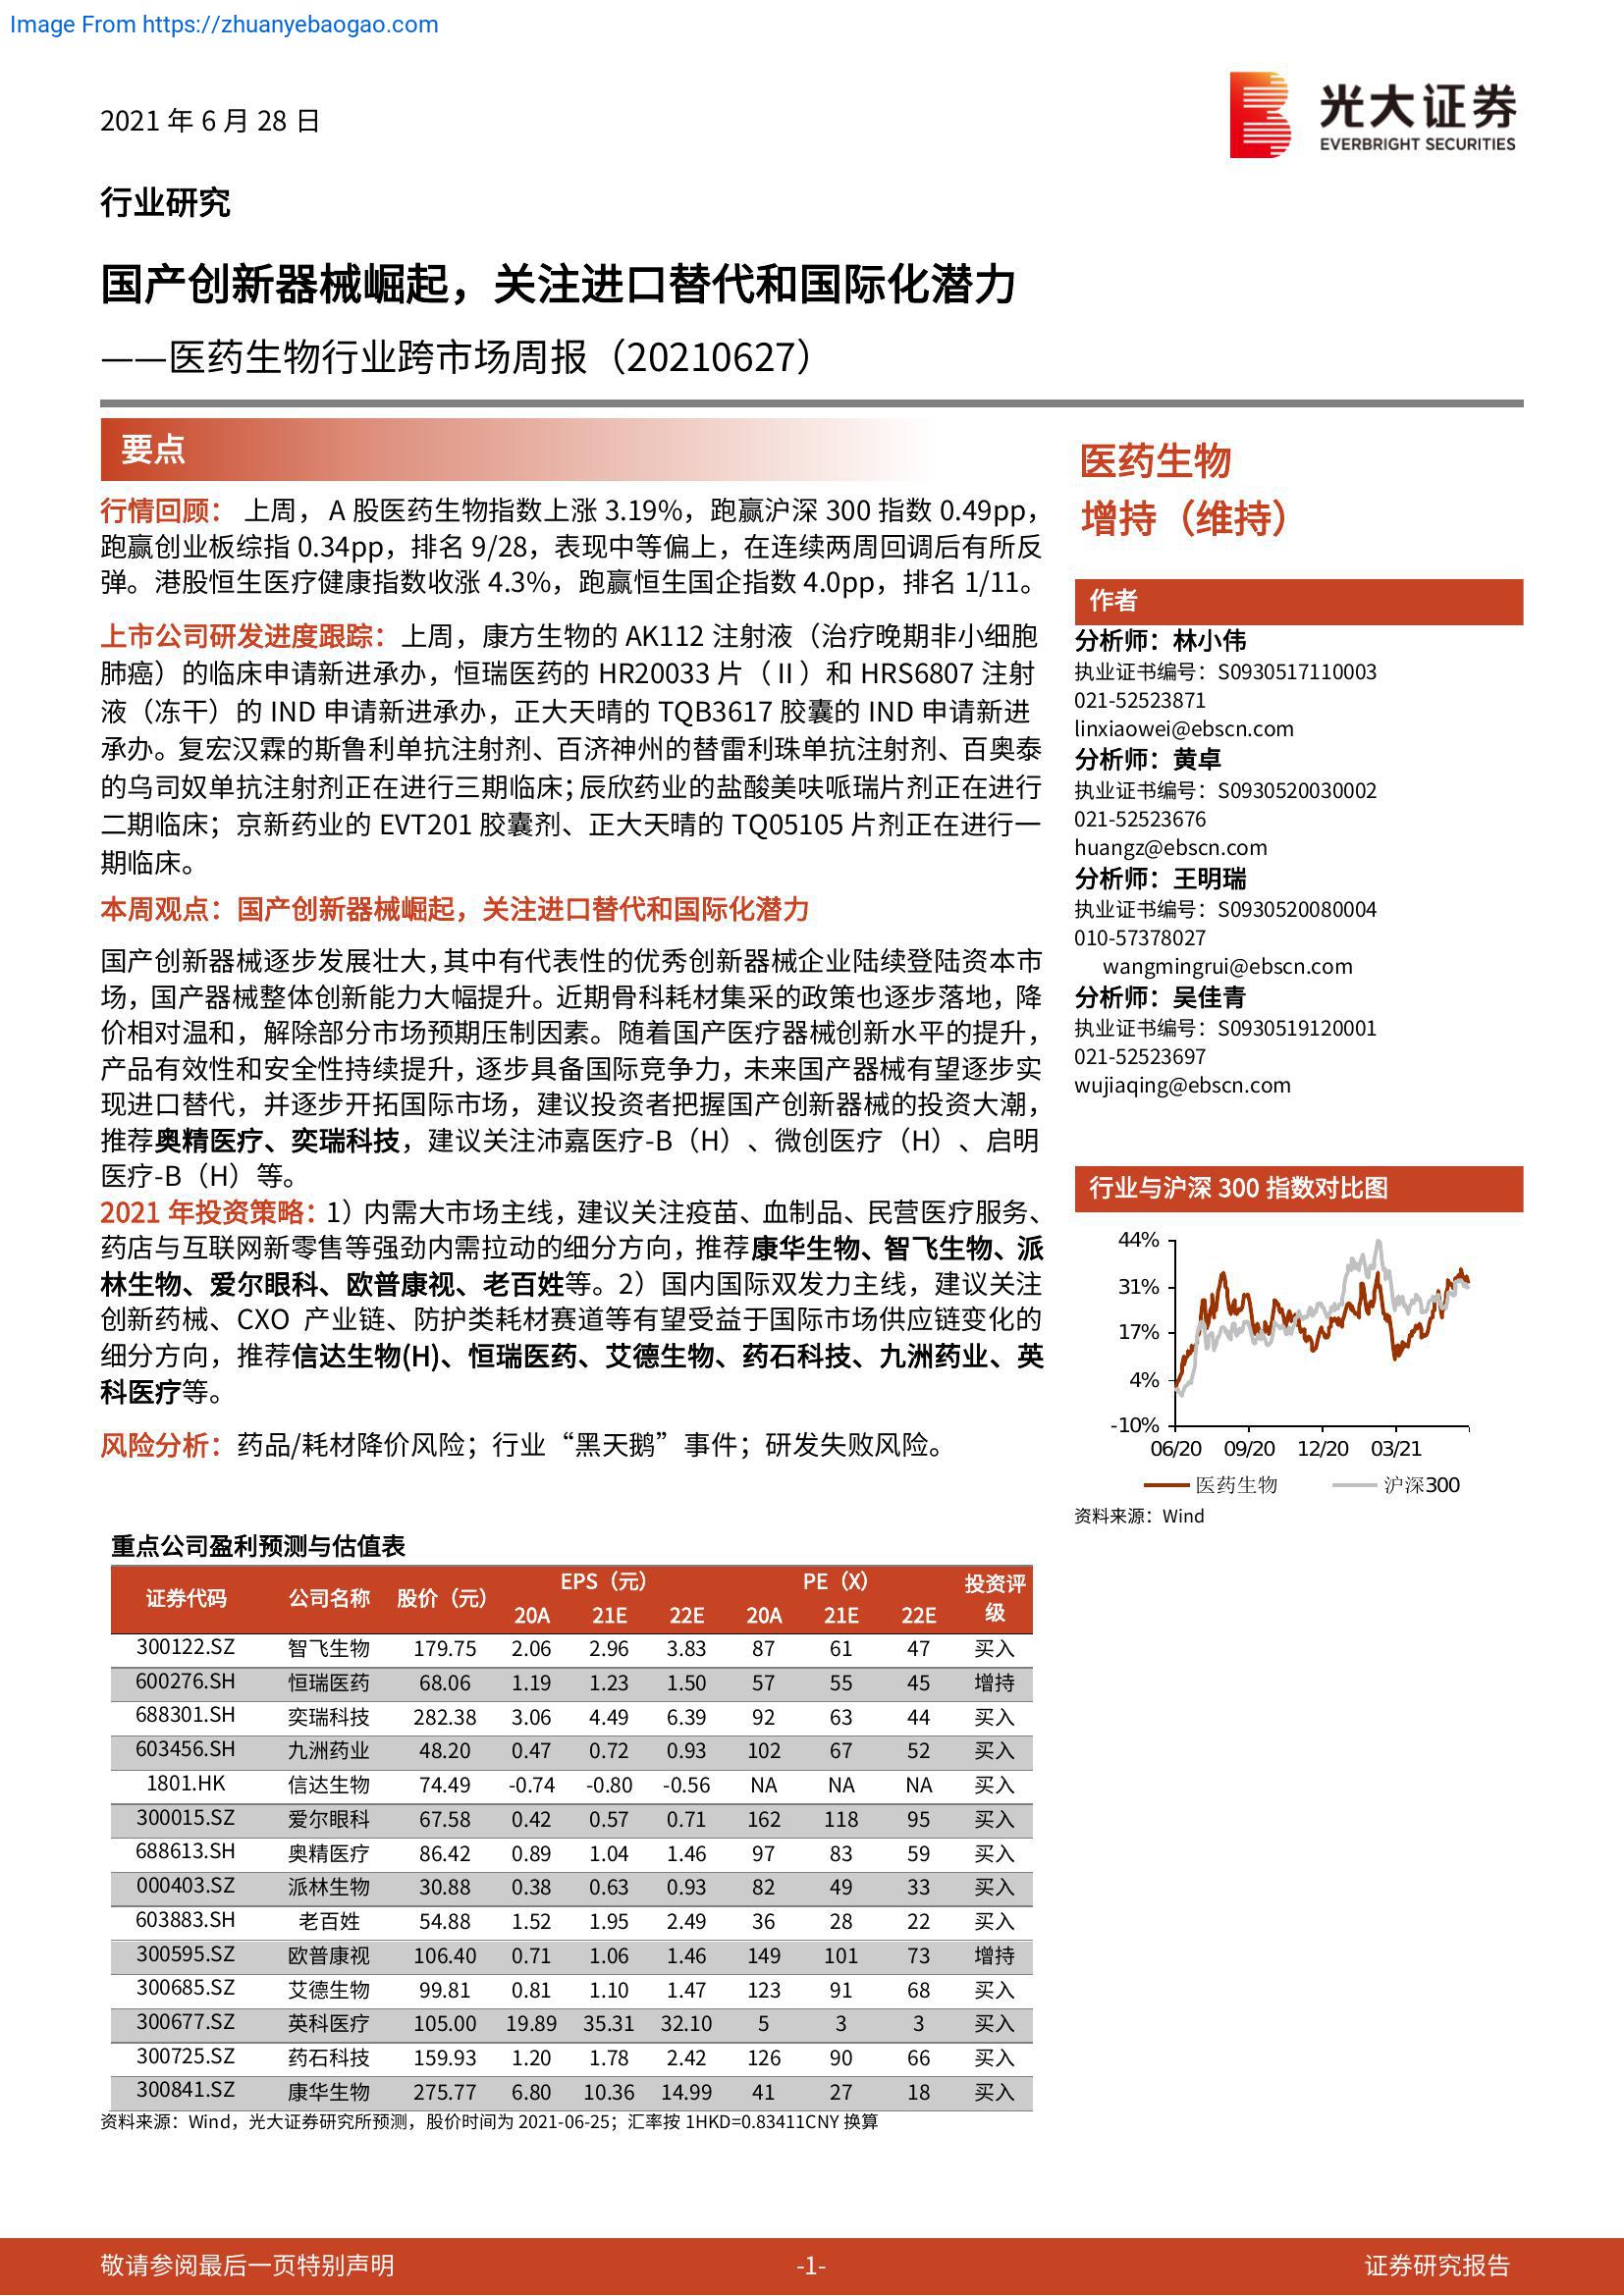 Image From https://zhuanyebaogao.com
2021 年 6 月 28 日
光大证券
EVERBRIGHT SECURITIES
行业研究
国产创新器械崛起，关注进口替代和国际化潜力
——医药生物行业跨市场周报（20210627）
要点
行情回顾： 上周，A 股医药生物指数上涨 3.19%，跑赢沪深 300 指数 0.49pp，
跑赢创业板综指 0.34pp，排名 9/28，表现中等偏上，在连续两周回调后有所反
弹。港股恒生医疗健康指数收涨 4.3%，跑赢恒生国企指数 4.0pp，排名 1/11。
上市公司研发进度跟踪：上周，康方生物的 AK112 注射液（治疗晚期非小细胞
肺癌）的临床申请新进承办，恒瑞医药的 HR20033 片（Ⅱ）和 HRS6807 注射
液（冻干）的 IND 申请新进承办，正大天晴的 TQB3617 胶囊的 IND 申请新进
承办。复宏汉霖的斯鲁利单抗注射剂、百济神州的替雷利珠单抗注射剂、百奥泰
的乌司奴单抗注射剂正在进行三期临床；辰欣药业的盐酸美呋哌瑞片剂正在进行
二期临床；京新药业的 EVT201 胶囊剂、正大天晴的 TQ05105 片剂正在进行一
期临床。
本周观点：国产创新器械崛起，关注进口替代和国际化潜力
国产创新器械逐步发展壮大，其中有代表性的优秀创新器械企业陆续登陆资本市
场，国产器械整体创新能力大幅提升。近期骨科耗材集采的政策也逐步落地，降
价相对温和，解除部分市场预期压制因素。随着国产医疗器械创新水平的提升，
产品有效性和安全性持续提升，逐步具备国际竞争力，未来国产器械有望逐步实
现进口替代，并逐步开拓国际市场，建议投资者把握国产创新器械的投资大潮，
推荐奥精医疗、奕瑞科技，建议关注沛嘉医疗-B（H）、微创医疗（H）、启明
医疗-B（H）等。
2021 年投资策略：1）内需大市场主线，建议关注疫苗、血制品、民营医疗服务、
药店与互联网新零售等强劲内需拉动的细分方向，推荐康华生物、智飞生物、派
林生物、爱尔眼科、欧普康视、老百姓等。2）国内国际双发力主线，建议关注
创新药械、CXO 产业链、防护类耗材赛道等有望受益于国际市场供应链变化的
细分方向，推荐信达生物(H)、恒瑞医药、艾德生物、药石科技、九洲药业、英
科医疗等。
风险分析：药品/耗材降价风险；行业“黑天鹅”事件；研发失败风险。
重点公司盈利预测与估值表
证券代码 公司名称 股价（元） EPS（元） PE（X） 投资评级
20A 21E 22E 20A 21E 22E
300122.SZ 智飞生物 179.75 2.06 2.96 3.83 87 61 47 买入
600276.SH 恒瑞医药 68.06 1.19 1.23 1.50 57 55 45 增持
688301.SH 奕瑞科技 282.38 3.06 4.49 6.39 92 63 44 买入
603456.SH 九洲药业 48.20 0.47 0.72 0.93 102 67 52 买入
1801.HK 信达生物 74.49 -0.74 -0.80 -0.56 NA NA NA 买入
300015.SZ 爱尔眼科 67.58 0.42 0.57 0.71 162 118 95 买入
688613.SH 奥精医疗 86.42 0.89 1.04 1.46 97 83 59 买入
000403.SZ 派林生物 30.88 0.38 0.63 0.93 82 49 33 买入
603883.SH 老百姓 54.88 1.52 1.95 2.49 36 28 22 买入
300595.SZ 欧普康视 106.40 0.71 1.06 1.46 149 101 73 增持
300685.SZ 艾德生物 99.81 0.81 1.10 1.47 123 91 68 买入
300677.SZ 英科医疗 105.00 19.89 35.31 32.10 5 3 3 买入
300725.SZ 药石科技 159.93 1.20 1.78 2.42 126 90 66 买入
300841.SZ 康华生物 275.77 6.80 10.36 14.99 41 27 18 买入
资料来源：Wind，光大证券研究所预测，股价时间为 2021-06-25；汇率按 1HKD=0.83411CNY 换算
医药生物
增持（维持）
作者
分析师：林小伟
执业证书编号：S0930517110003
021-52523871
linxiaowei@ebscn.com
分析师：黄卓
执业证书编号：S0930520030002
021-52523676
huangz@ebscn.com
分析师：王明瑞
执业证书编号：S0930520080004
010-57378027
wangmingrui@ebscn.com
分析师：吴佳青
执业证书编号：S0930519120001
021-52523697
wujiaqing@ebscn.com
行业与沪深 300 指数对比图
44%
31%
17%
4%
-10%
06/20 09/20 12/20 03/21
医药生物 沪深300
资料来源：Wind
敬请参阅最后一页特别声明 -1- 证券研究报告